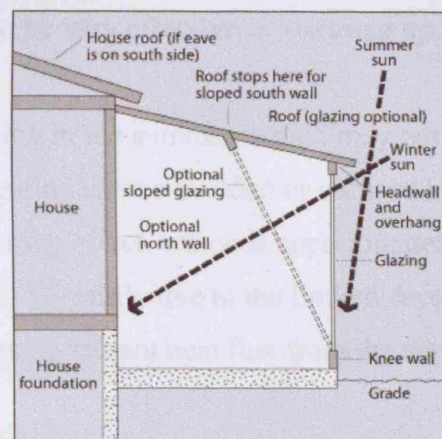 House roof (if eave
is on south side)
Summer
sun
Roof stops here for
sloped south wall
Roof (glazing optional)
Winter
sun
Optional
sloped glazing
Headwall
and
overhang
House
Optional
north wall
Glazing
Knee wall
House
foundation
Grade